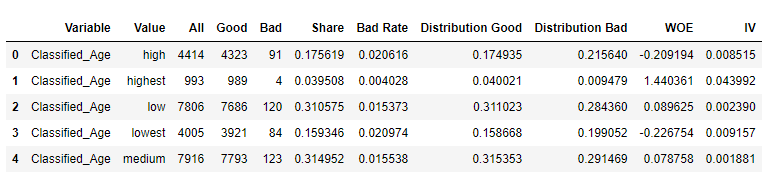 Variable Value All Good Bad Share Bad Rate Distribution Good Distribution Bad WOE IV
0 Classified_Age high 4414 4323 91 0.175619 0.020616 0.174935 0.215640 -0.209194 0.008515
1 Classified_Age highest 993 989 4 0.039508 0.004028 0.040021 0.009479 1.440361 0.043992
2 Classified_Age low 7806 7686 120 0.310575 0.015373 0.311023 0.284360 0.089625 0.002390
3 Classified_Age lowest 4005 3921 84 0.159346 0.020974 0.158668 0.199052 -0.226754 0.009157
4 Classified_Age medium 7916 7793 123 0.314952 0.015538 0.315353 0.291469 0.078758 0.001881